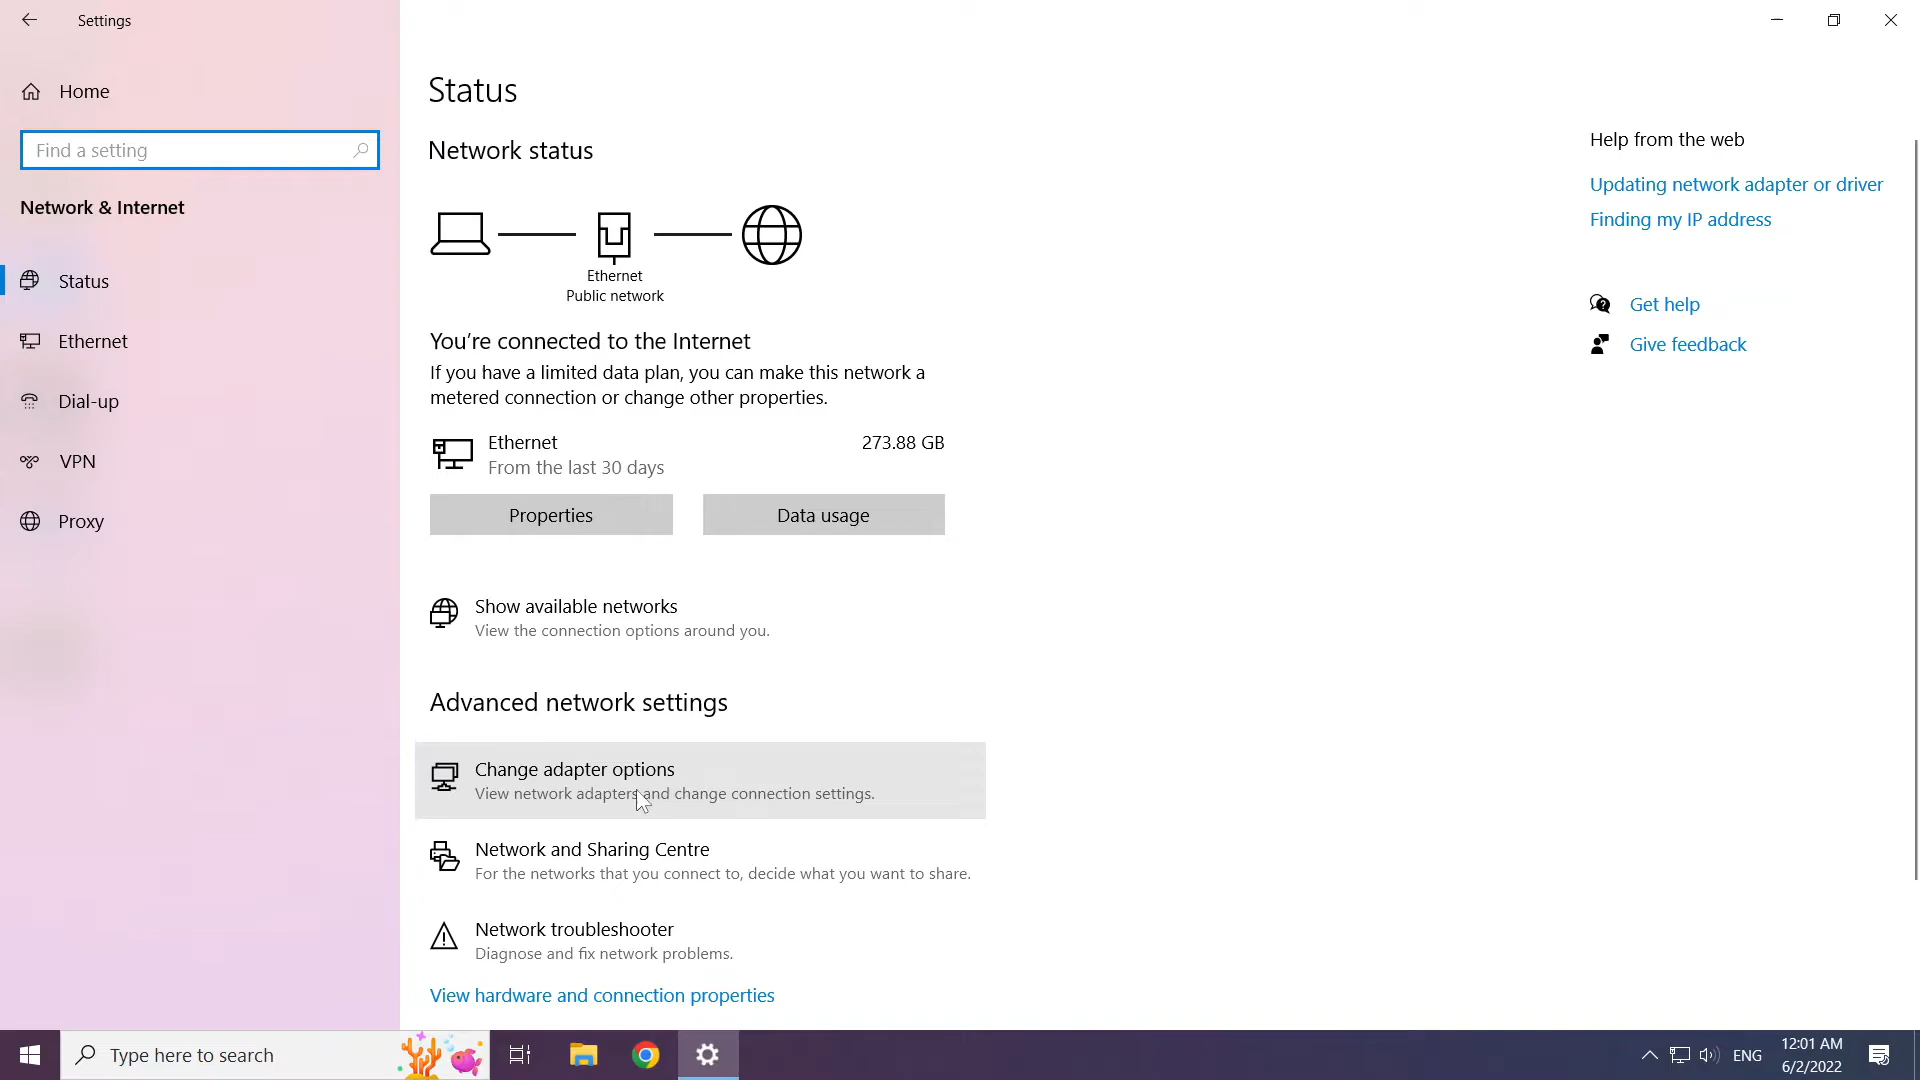 Settings
Home
Find a setting
Network & Internet
Status
Ethernet
Dial-up
VPN
Proxy
Status
Network status
Ethernet
Public network
You’re connected to the Internet
If you have a limited data plan, you can make this network a
metered connection or change other properties.
Ethernet 273.88 GB
From the last 30 days
Properties Data usage
Show available networks
View the connection options around you.
Advanced network settings
Change adapter options
View network adapters and change connection settings.
Network and Sharing Centre
For the networks that you connect to, decide what you want to share.
Network troubleshooter
Diagnose and fix network problems.
View hardware and connection properties
Help from the web
Updating network adapter or driver
Finding my IP address
Get help
Give feedback
Type here to search
ENG
12:01 AM
6/2/2022